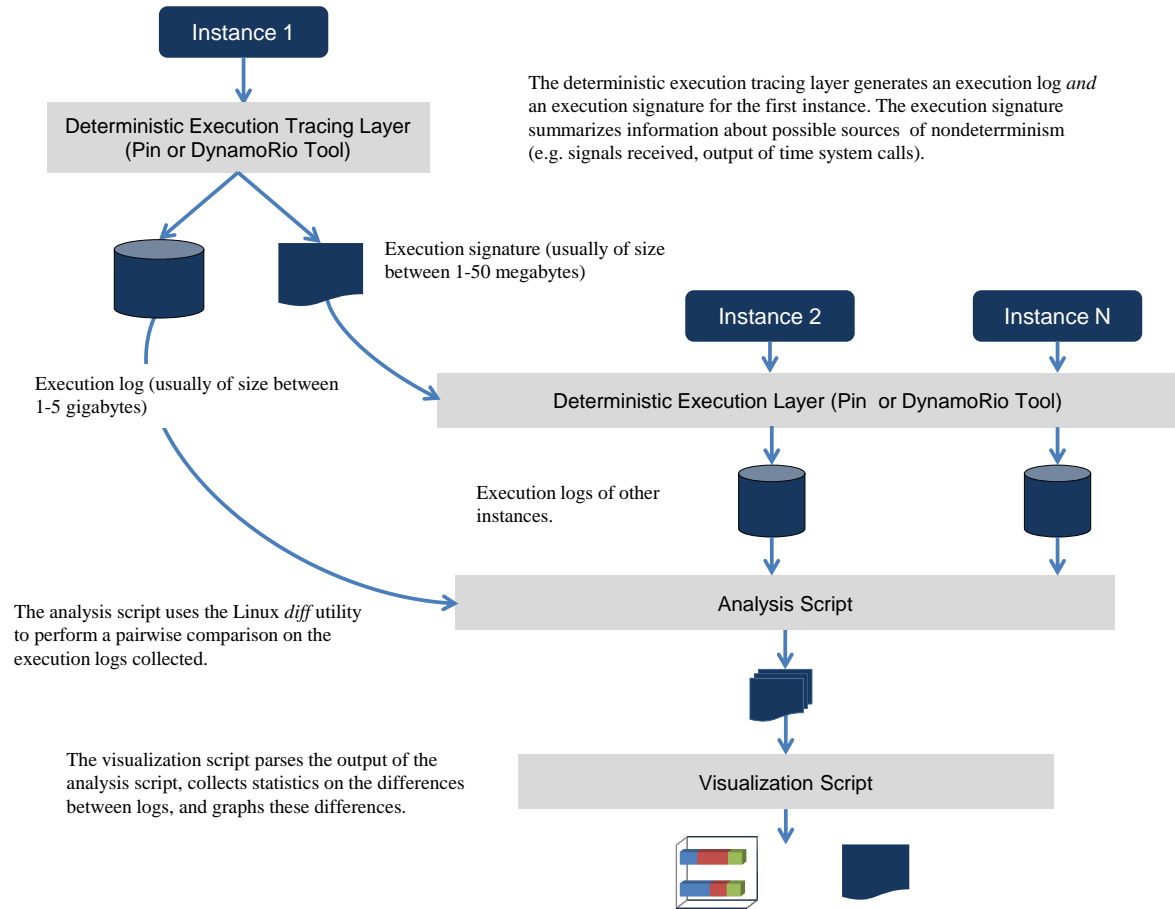 Instance 1
The deterministic execution tracing layer generates an execution log and
an execution signature for the first instance. The execution signature
summarizes information about possible sources of nondeterrminism
(e.g. signals received, output of time system calls).
Deterministic Execution Tracing Layer
(Pin or DynamoRio Tool)
Execution signature (usually of size
between 1-50 megabytes)
Instance 2
Instance N
Execution log (usually of size between
1-5 gigabytes)
Deterministic Execution Layer (Pin or DynamoRio Tool)
Execution logs of other
instances.
Analysis Script
The analysis script uses the Linux diff utility
to perform a pairwise comparison on the
execution logs collected.
The visualization script parses the output of the
analysis script, collects statistics on the differences
between logs, and graphs these differences.
Visualization Script